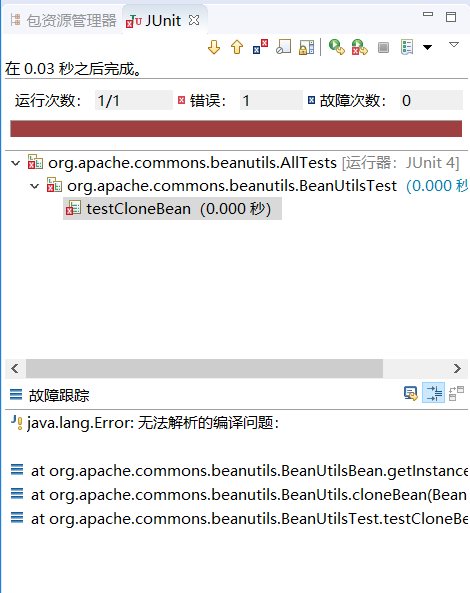 包资源管理器 JUnit
在 0.03 秒之后完成。
运行次数： 1/1 错误： 1 故障次数： 0
org.apache.commons.beanutils.AllTests [运行器：JUnit 4]
org.apache.commons.beanutils.BeanUtilsTest （0.000 秒
testCloneBean（0.000 秒）
故障跟踪
java.lang.Error: 无法解析的编译问题：
at org.apache.commons.beanutils.BeanUtilsBean.getInstance
at org.apache.commons.beanutils.BeanUtils.cloneBean(Bean
at org.apache.commons.beanutils.BeanUtilsTest.testCloneBe